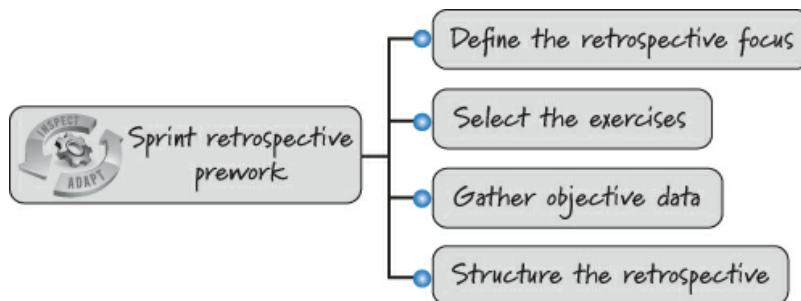 INSPECT
ADAPT
Sprint retrospective
prework
Define the retrospective focus
Select the exercises
Gather objective data
Structure the retrospective